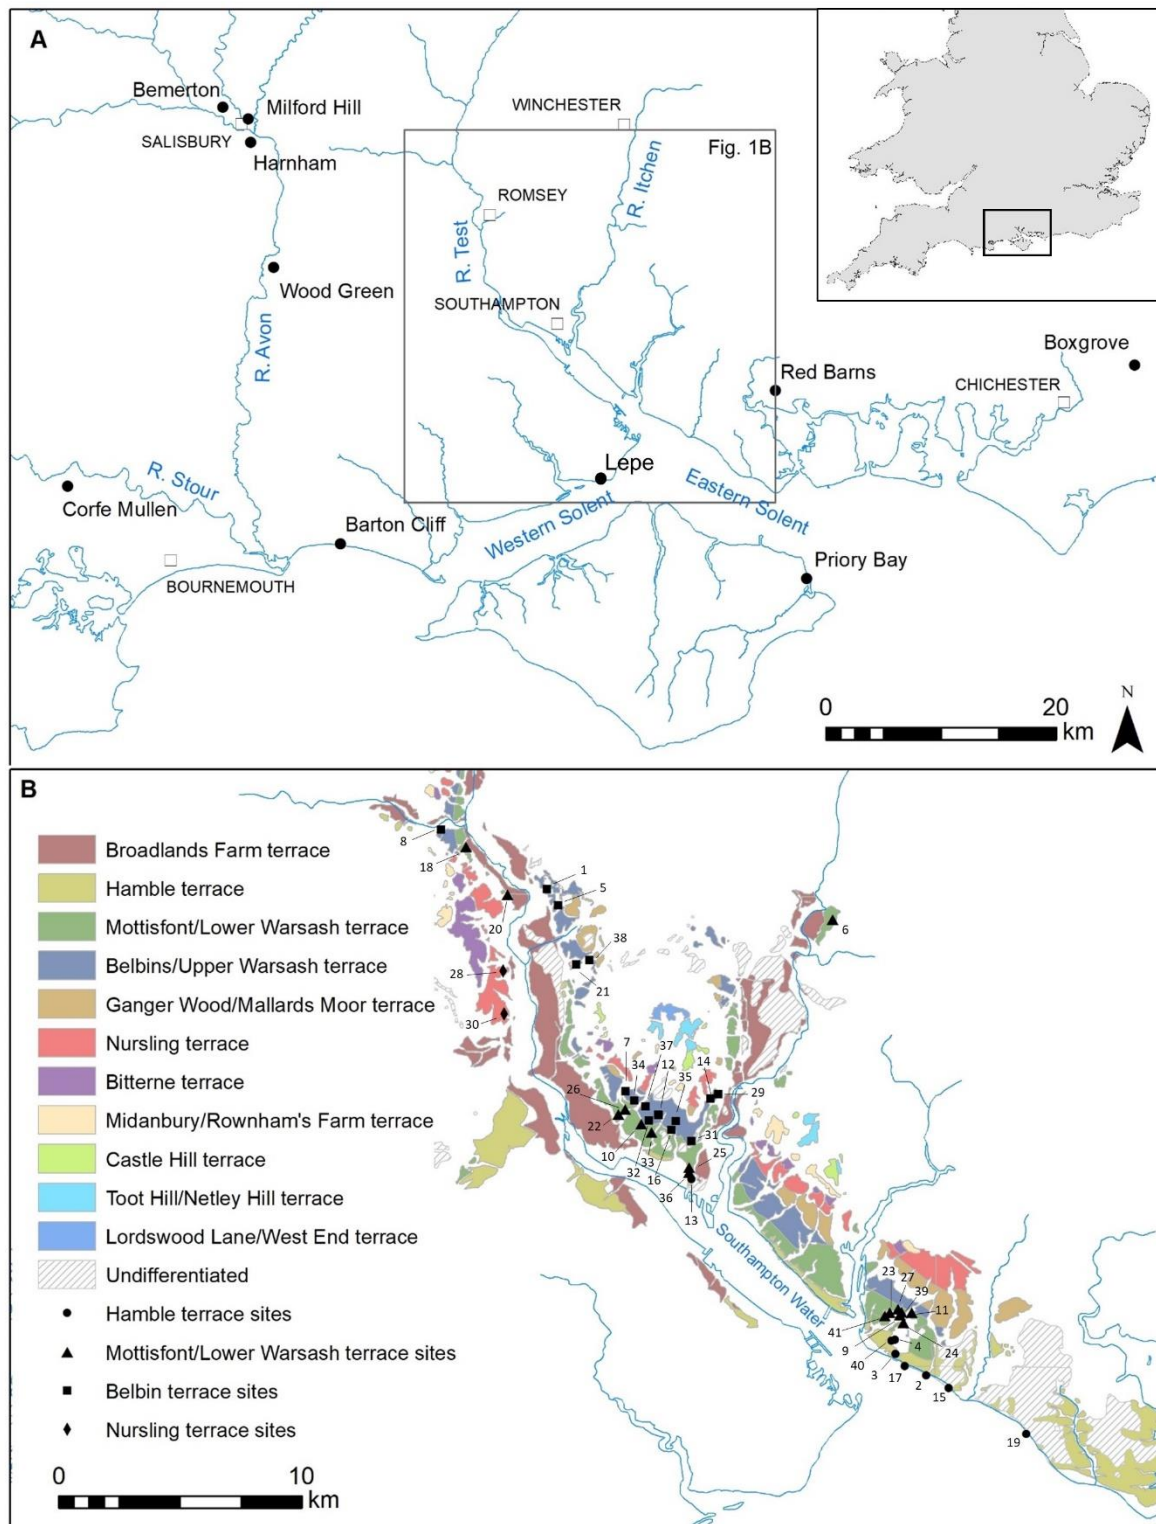 A
Bemerton
Milford Hill
SALISBURY
Harnham
WINCHESTER
Fig. 1B
R. Itchen
ROMSEY
R. Test
Wood Green
SOUTHAMPTON
R. Avon
Boxgrove
Red Barns
CHICHESTER
R. Stour
Corfe Mullen
Lepe
Eastern Solent
Western Solent
Barton Cliff
Priory Bay
BOURNEMOUTH
0 20
km
N
B
Broadlands Farm terrace
Hamble terrace
Mottisfont/Lower Warsash terrace
Belbins/Upper Warsash terrace
Ganger Wood/Mallards Moor terrace
Nursling terrace
Bitterne terrace
Midanbury/Rownham's Farm terrace
Castle Hill terrace
Toot Hill/Netley Hill terrace
Lordswood Lane/West End terrace
Undifferentiated
Hamble terrace sites
Mottisfont/Lower Warsash terrace sites
Belbin terrace sites
Nursling terrace sites
0 10
km
8
18
1
5
20
6
38
28
21
30
7
37
34
12
14
35
26
29
22
31
10
33
25
32
16
36
13
Southampton Water
23
27
39
11
41
9
4
24
40
3
17
2
15
19